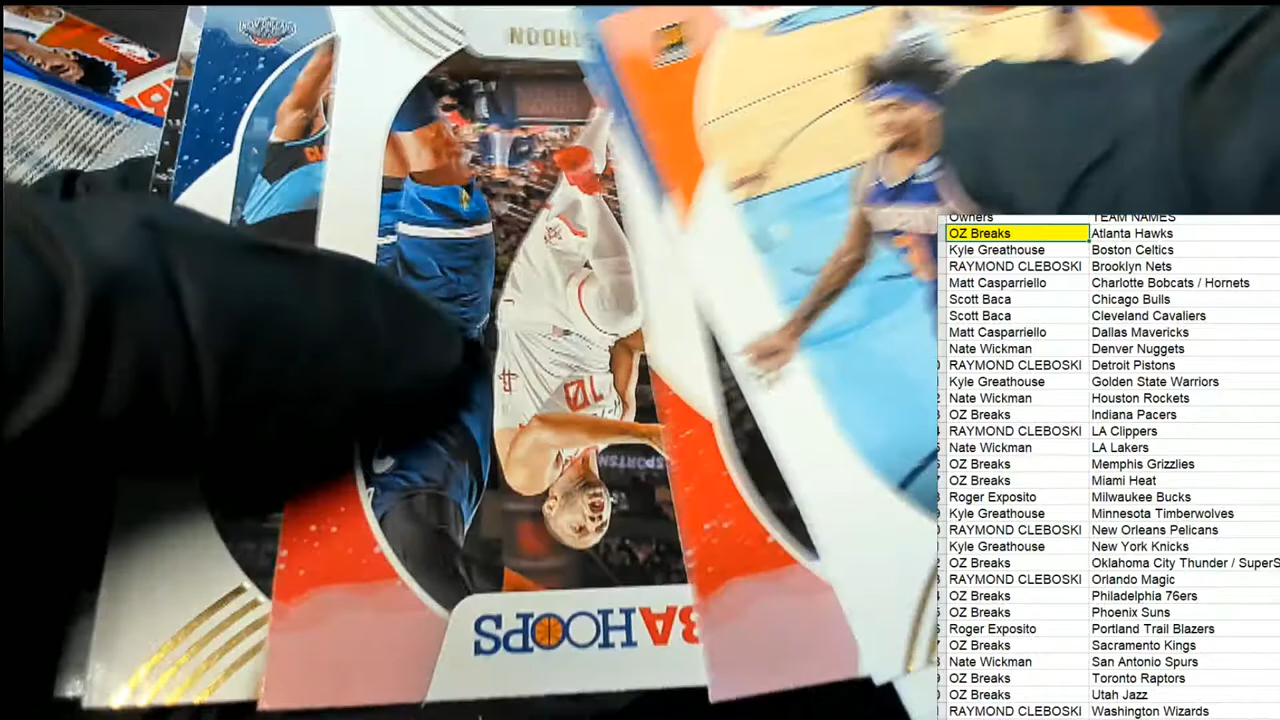 Owners TEAM NAMES
OZ Breaks Atlanta Hawks
Kyle Greathouse Boston Celtics
RAYMOND CLEBOSKI Brooklyn Nets
Matt Casparriello Charlotte Bobcats / Hornets
Scott Baca Chicago Bulls
Scott Baca Cleveland Cavaliers
Matt Casparriello Dallas Mavericks
Nate Wickman Denver Nuggets
RAYMOND CLEBOSKI Detroit Pistons
Kyle Greathouse Golden State Warriors
Nate Wickman Houston Rockets
OZ Breaks Indiana Pacers
RAYMOND CLEBOSKI LA Clippers
Nate Wickman LA Lakers
OZ Breaks Memphis Grizzlies
OZ Breaks Miami Heat
Roger Exposito Milwaukee Bucks
Kyle Greathouse Minnesota Timberwolves
RAYMOND CLEBOSKI New Orleans Pelicans
Kyle Greathouse New York Knicks
OZ Breaks Oklahoma City Thunder / SuperS
RAYMOND CLEBOSKI Orlando Magic
OZ Breaks Philadelphia 76ers
OZ Breaks Phoenix Suns
Roger Exposito Portland Trail Blazers
OZ Breaks Sacramento Kings
Nate Wickman San Antonio Spurs
OZ Breaks Toronto Raptors
OZ Breaks Utah Jazz
RAYMOND CLEBOSKI Washington Wizards
10
BA HOOPS